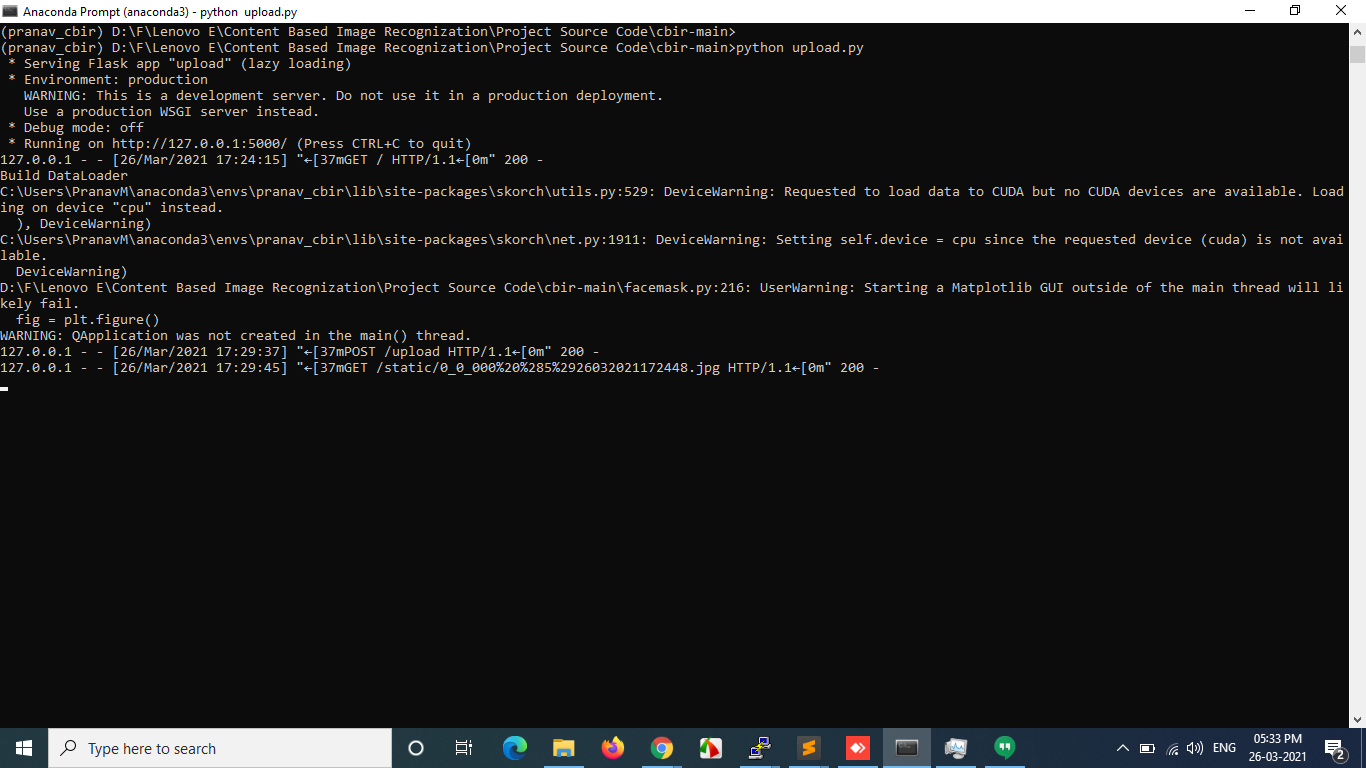 Anaconda Prompt (anaconda3) - python  upload.py
(pranav_cbir) D:\F\Lenovo E\Content Based Image Recognization\Project Source Code\cbir-main>
(pranav_cbir) D:\F\Lenovo E\Content Based Image Recognization\Project Source Code\cbir-main>python upload.py
 * Serving Flask app "upload" (lazy loading)
 * Environment: production
   WARNING: This is a development server. Do not use it in a production deployment.
   Use a production WSGI server instead.
 * Debug mode: off
 * Running on http://127.0.0.1:5000/ (Press CTRL+C to quit)
127.0.0.1 - - [26/Mar/2021 17:24:15] "←[37mGET / HTTP/1.1←[0m" 200 -
Build DataLoader
C:\Users\PranavM\anaconda3\envs\pranav_cbir\lib\site-packages\skorch\utils.py:529: DeviceWarning: Requested to load data to CUDA but no CUDA devices are available. Load
ing on device "cpu" instead.
  ), DeviceWarning)
C:\Users\PranavM\anaconda3\envs\pranav_cbir\lib\site-packages\skorch\net.py:1911: DeviceWarning: Setting self.device = cpu since the requested device (cuda) is not avai
lable.
  DeviceWarning)
D:\F\Lenovo E\Content Based Image Recognization\Project Source Code\cbir-main\facemask.py:216: UserWarning: Starting a Matplotlib GUI outside of the main thread will li
kely fail.
  fig = plt.figure()
WARNING: QApplication was not created in the main() thread.
127.0.0.1 - - [26/Mar/2021 17:29:37] "←[37mPOST /upload HTTP/1.1←[0m" 200 -
127.0.0.1 - - [26/Mar/2021 17:29:45] "←[37mGET /static/0_0_000%20%285%2926032021172448.jpg HTTP/1.1←[0m" 200 -
Type here to search
ENG
05:33 PM
26-03-2021
2